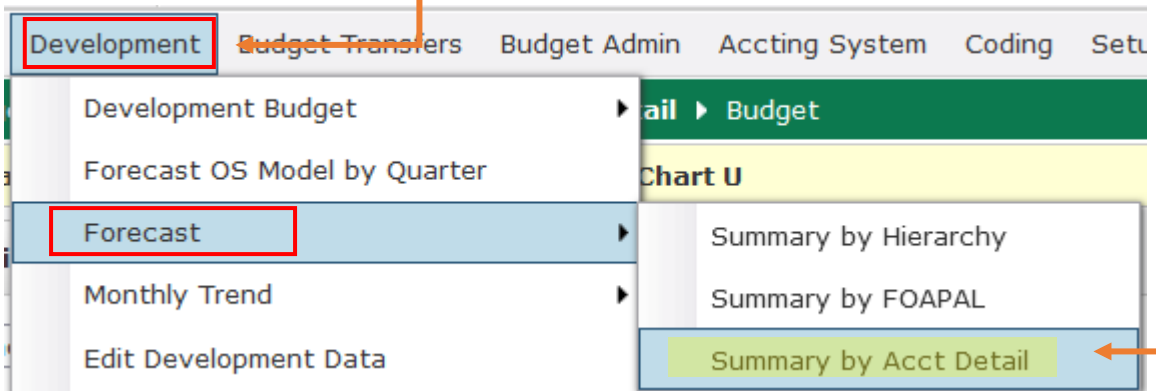 Development Budget Transfers Budget Admin Accting System Coding Setu
Development Budget
ail Budget
Forecast OS Model by Quarter
Chart U
Forecast
Summary by Hierarchy
Monthly Trend
Summary by FOAPAL
Edit Development Data
Summary by Acct Detail